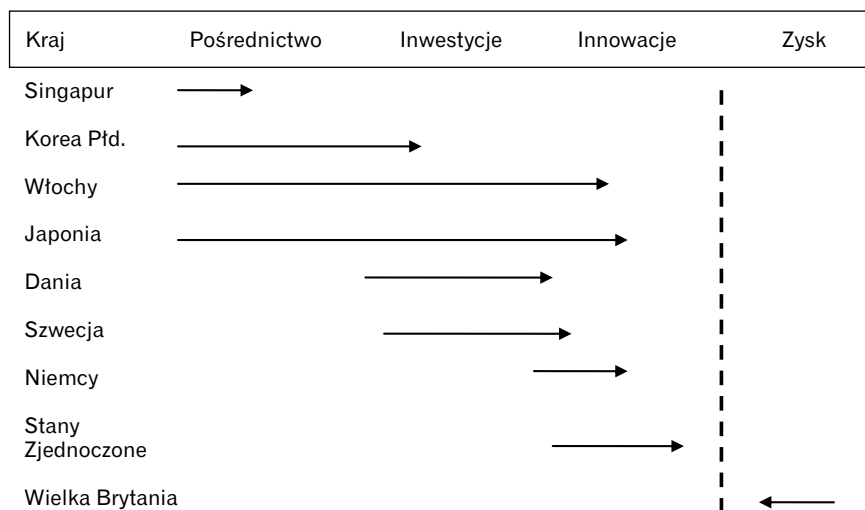 Kraj Pośrednictwo Inwestycje Innowacje Zysk
Singapur
Korea Płd.
Włochy
Japonia
Dania
Szwecja
Niemcy
Stany
Zjednoczone
Wielka Brytania